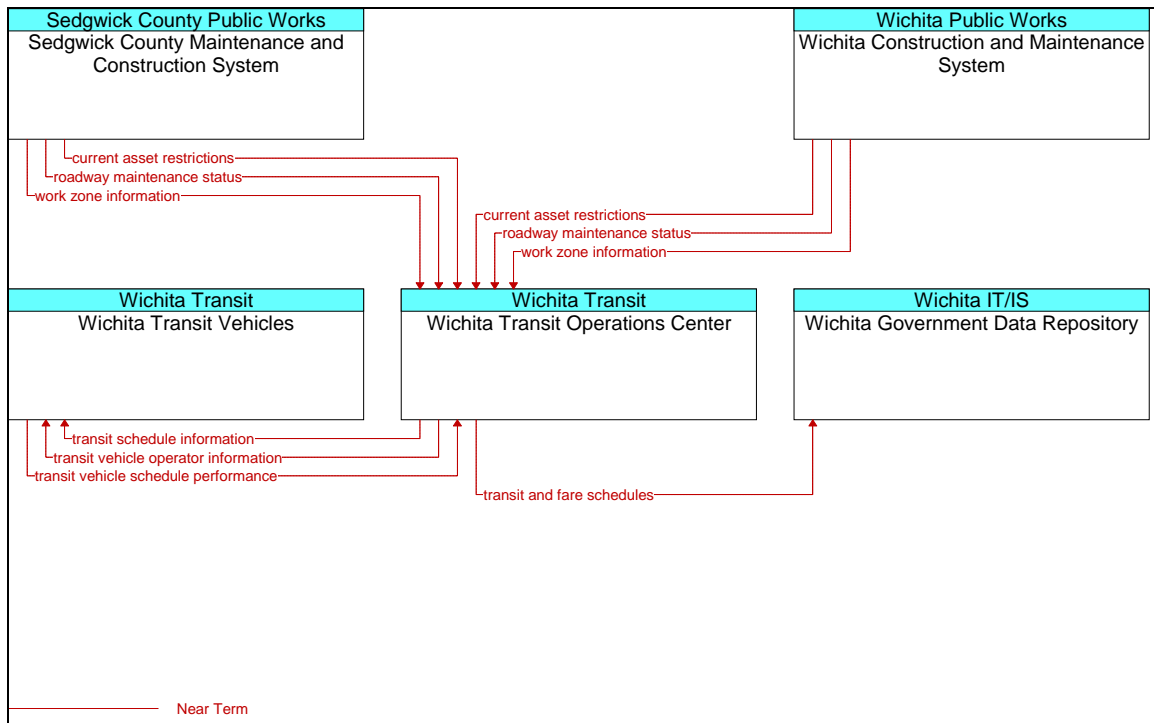 Sedgwick County Public Works
Sedgwick County Maintenance and
Construction System
Wichita Public Works
Wichita Construction and Maintenance
System
current asset restrictions
roadway maintenance status
work zone information
current asset restrictions
roadway maintenance status
work zone information
Wichita Transit
Wichita Transit Vehicles
Wichita Transit
Wichita Transit Operations Center
Wichita IT/IS
Wichita Government Data Repository
transit schedule information
transit vehicle operator information
transit vehicle schedule performance
transit and fare schedules
Near Term